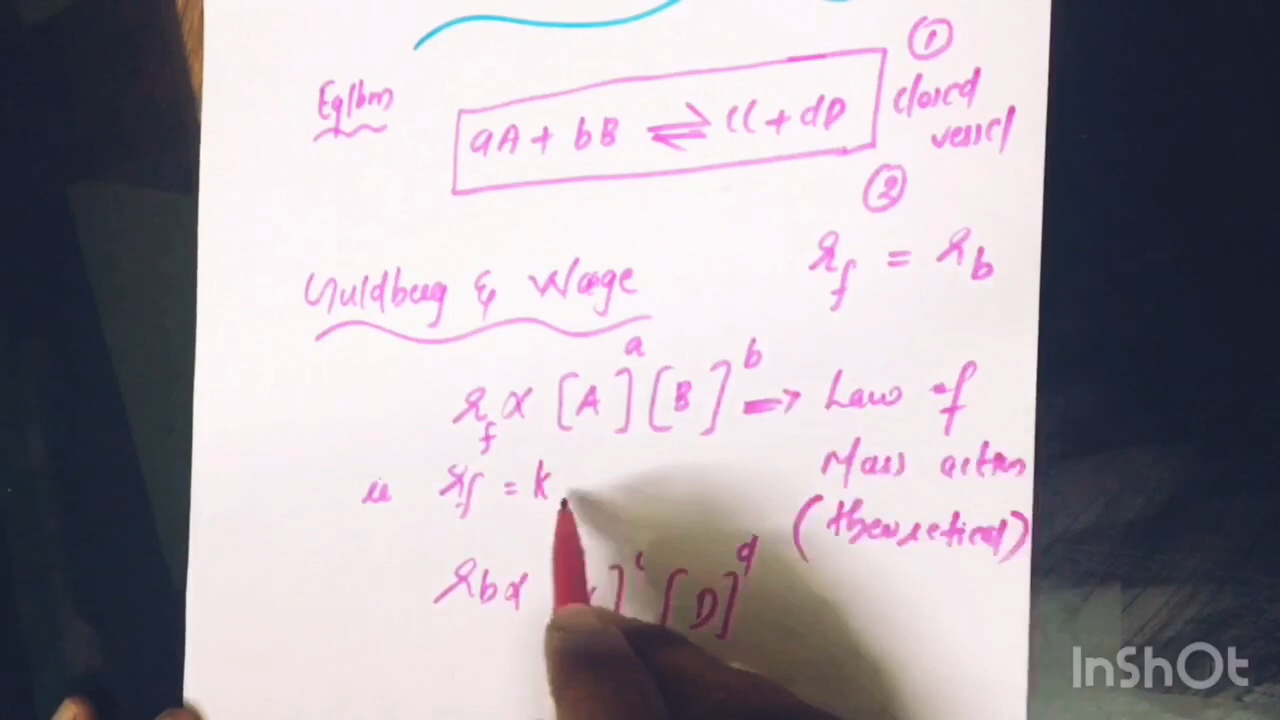 Eqlbm
aA + bB ⇌ cC + dD
①
closed
vessel
②
r_f = r_b
Guldberg & Waage
r_f ∝ [A]^a [B]^b → Law of
Mass action
(theoretical)
ie r_f = k
r_b ∝ ]^c [D]^d
InShOt